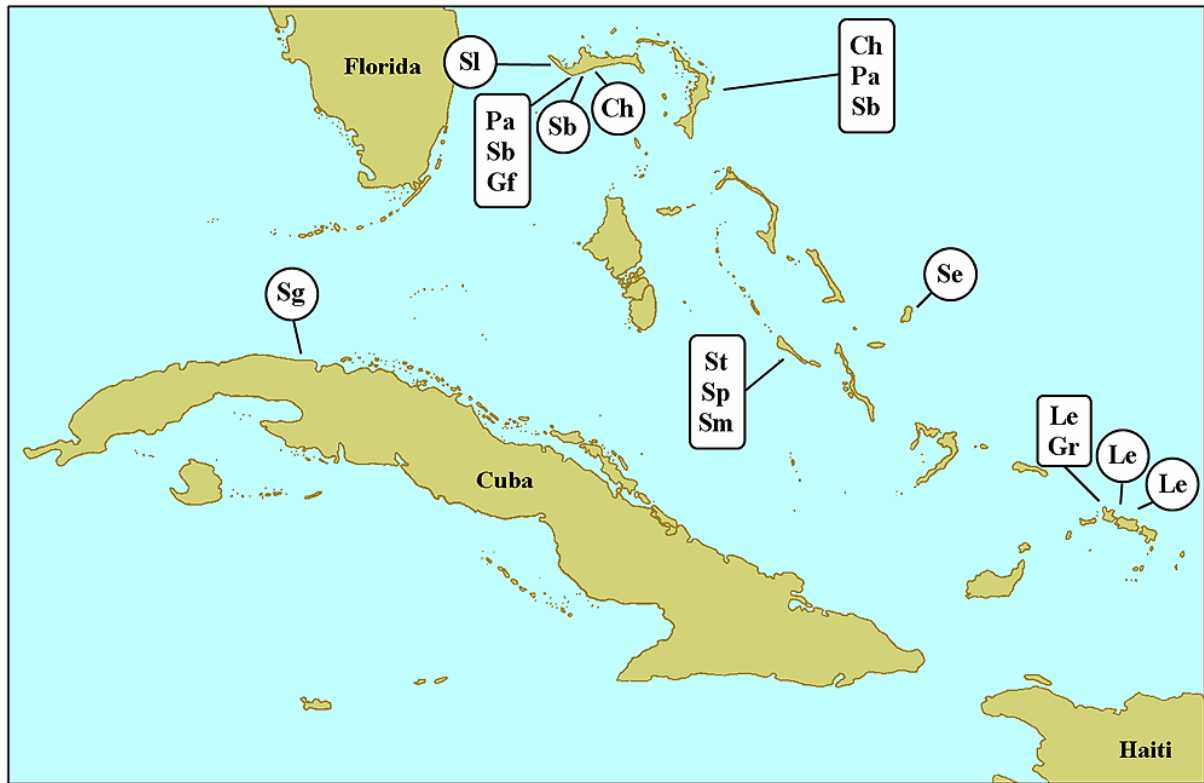 Florida
Sl
Pa
Sb
Gf
Sb
Ch
Ch
Pa
Sb
Sg
Se
St
Sp
Sm
Le
Gr
Le
Le
Cuba
Haiti